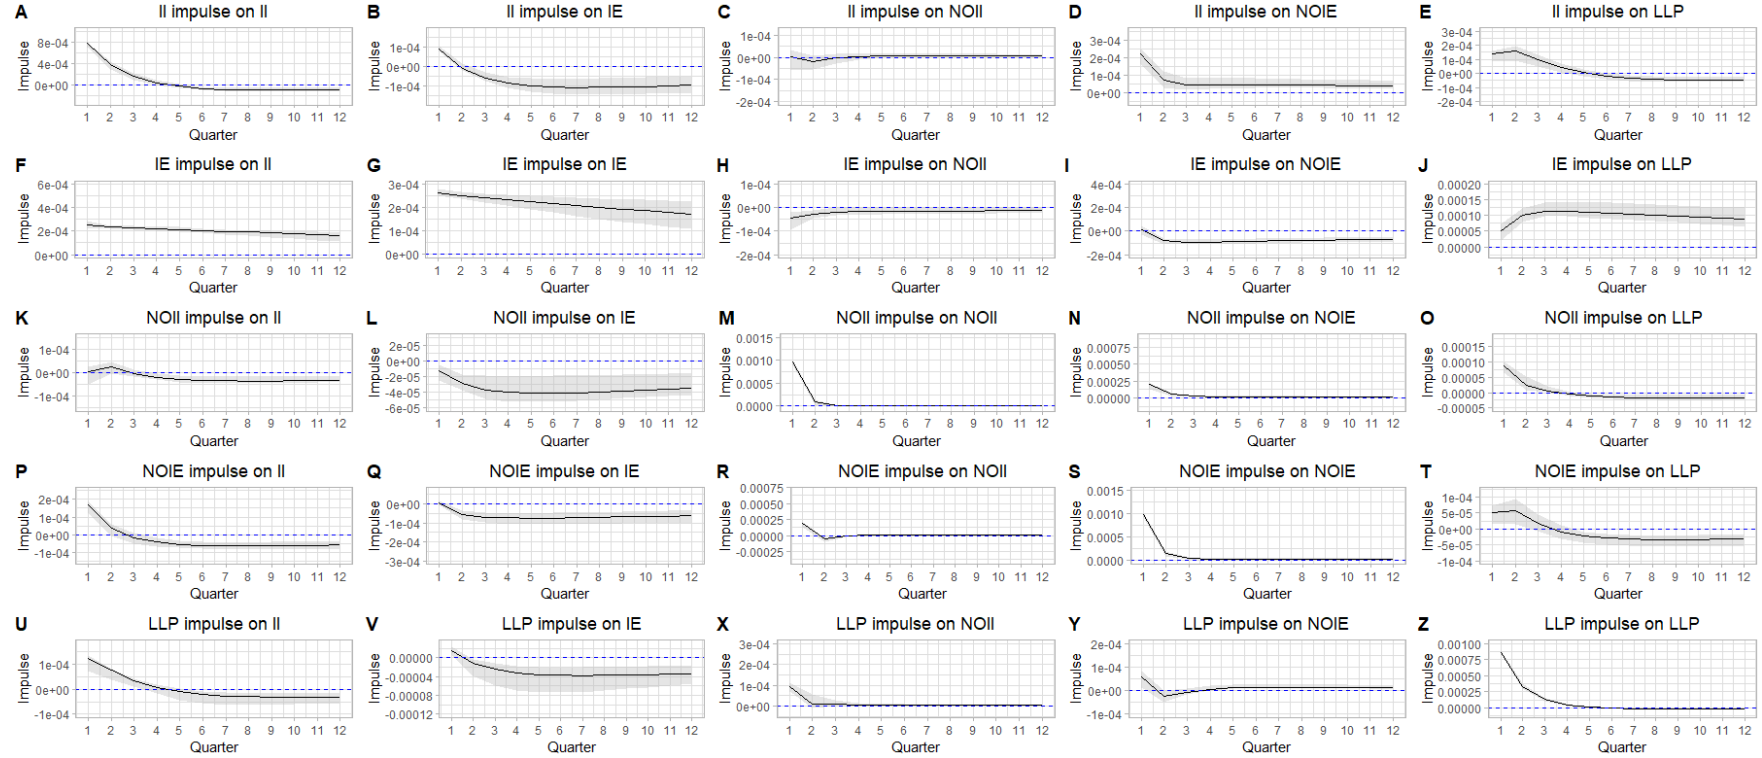 A II impulse on II
Impulse
8e-04
4e-04
0e+00
1 2 3 4 5 6 7 8 9 10 11 12
Quarter
B II impulse on IE
Impulse
1e-04
0e+00
-1e-04
1 2 3 4 5 6 7 8 9 10 11 12
Quarter
C II impulse on NOII
Impulse
1e-04
0e+00
-1e-04
-2e-04
1 2 3 4 5 6 7 8 9 10 11 12
Quarter
D II impulse on NOIE
Impulse
3e-04
2e-04
1e-04
0e+00
1 2 3 4 5 6 7 8 9 10 11 12
Quarter
E II impulse on LLP
Impulse
3e-04
2e-04
1e-04
0e+00
-1e-04
-2e-04
1 2 3 4 5 6 7 8 9 10 11 12
Quarter
F IE impulse on II
Impulse
6e-04
4e-04
2e-04
0e+00
1 2 3 4 5 6 7 8 9 10 11 12
Quarter
G IE impulse on IE
Impulse
3e-04
2e-04
1e-04
0e+00
1 2 3 4 5 6 7 8 9 10 11 12
Quarter
H IE impulse on NOII
Impulse
1e-04
0e+00
-1e-04
-2e-04
1 2 3 4 5 6 7 8 9 10 11 12
Quarter
I IE impulse on NOIE
Impulse
4e-04
2e-04
0e+00
-2e-04
1 2 3 4 5 6 7 8 9 10 11 12
Quarter
J IE impulse on LLP
Impulse
0.00020
0.00015
0.00010
0.00005
0.00000
1 2 3 4 5 6 7 8 9 10 11 12
Quarter
K NOII impulse on II
Impulse
1e-04
0e+00
-1e-04
1 2 3 4 5 6 7 8 9 10 11 12
Quarter
L NOII impulse on IE
Impulse
2e-05
0e+00
-2e-05
-4e-05
-6e-05
1 2 3 4 5 6 7 8 9 10 11 12
Quarter
M NOII impulse on NOII
Impulse
0.0015
0.0010
0.0005
0.0000
1 2 3 4 5 6 7 8 9 10 11 12
Quarter
N NOII impulse on NOIE
Impulse
0.00075
0.00050
0.00025
0.00000
1 2 3 4 5 6 7 8 9 10 11 12
Quarter
O NOII impulse on LLP
Impulse
0.00015
0.00010
0.00005
0.00000
-0.00005
1 2 3 4 5 6 7 8 9 10 11 12
Quarter
P NOIE impulse on II
Impulse
2e-04
1e-04
0e+00
-1e-04
1 2 3 4 5 6 7 8 9 10 11 12
Quarter
Q NOIE impulse on IE
Impulse
0e+00
-1e-04
-2e-04
-3e-04
1 2 3 4 5 6 7 8 9 10 11 12
Quarter
R NOIE impulse on NOII
Impulse
0.00075
0.00050
0.00025
0.00000
-0.00025
1 2 3 4 5 6 7 8 9 10 11 12
Quarter
S NOIE impulse on NOIE
Impulse
0.0015
0.0010
0.0005
0.0000
1 2 3 4 5 6 7 8 9 10 11 12
Quarter
T NOIE impulse on LLP
Impulse
1e-04
5e-05
0e+00
-5e-05
-1e-04
1 2 3 4 5 6 7 8 9 10 11 12
Quarter
U LLP impulse on II
Impulse
1e-04
0e+00
-1e-04
1 2 3 4 5 6 7 8 9 10 11 12
Quarter
V LLP impulse on IE
Impulse
0.00000
-0.00004
-0.00008
-0.00012
1 2 3 4 5 6 7 8 9 10 11 12
Quarter
X LLP impulse on NOII
Impulse
3e-04
2e-04
1e-04
0e+00
1 2 3 4 5 6 7 8 9 10 11 12
Quarter
Y LLP impulse on NOIE
Impulse
2e-04
1e-04
0e+00
-1e-04
1 2 3 4 5 6 7 8 9 10 11 12
Quarter
Z LLP impulse on LLP
Impulse
0.00100
0.00075
0.00050
0.00025
0.00000
1 2 3 4 5 6 7 8 9 10 11 12
Quarter